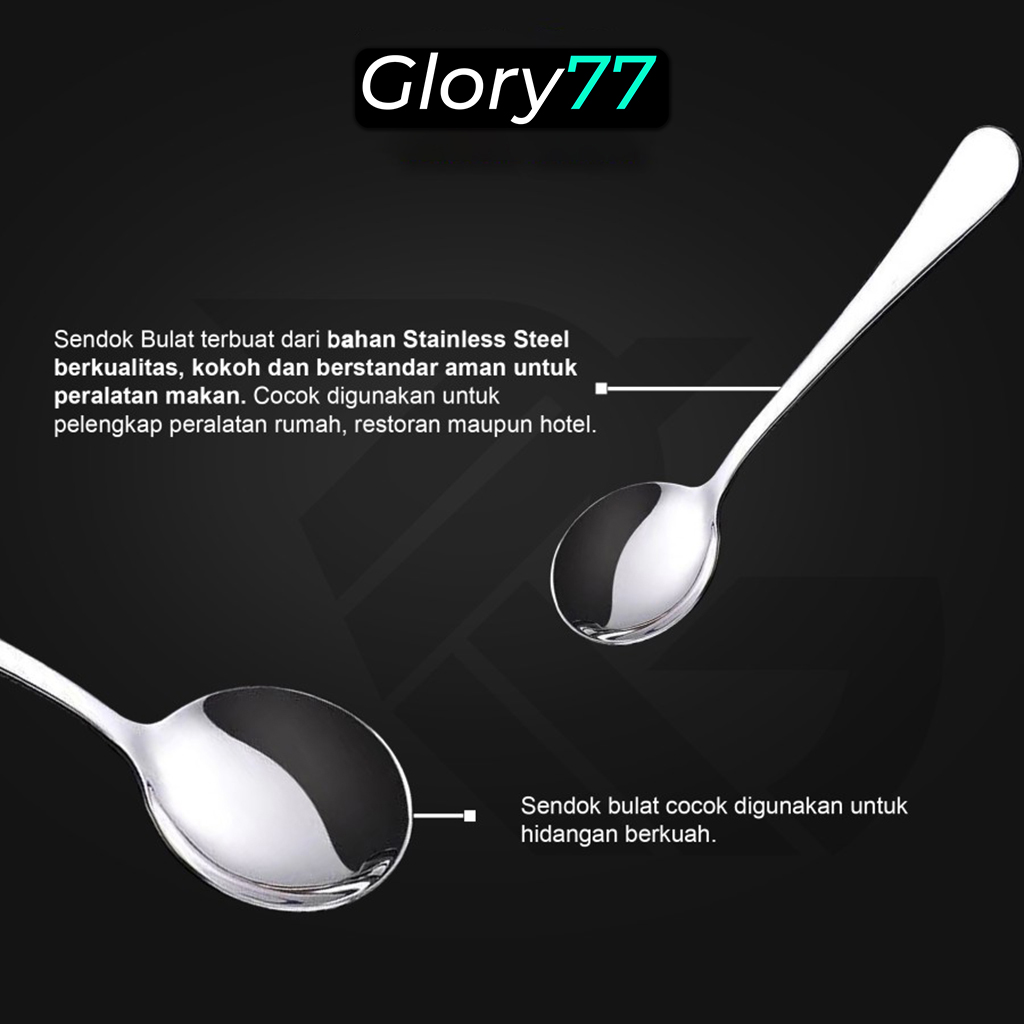 Glory77
Sendok Bulat terbuat dari bahan Stainless Steel
berkualitas, kokoh dan berstandar aman untuk
peralatan makan. Cocok digunakan untuk
pelengkap peralatan rumah, restoran maupun hotel.
Sendok bulat cocok digunakan untuk
hidangan berkuah.